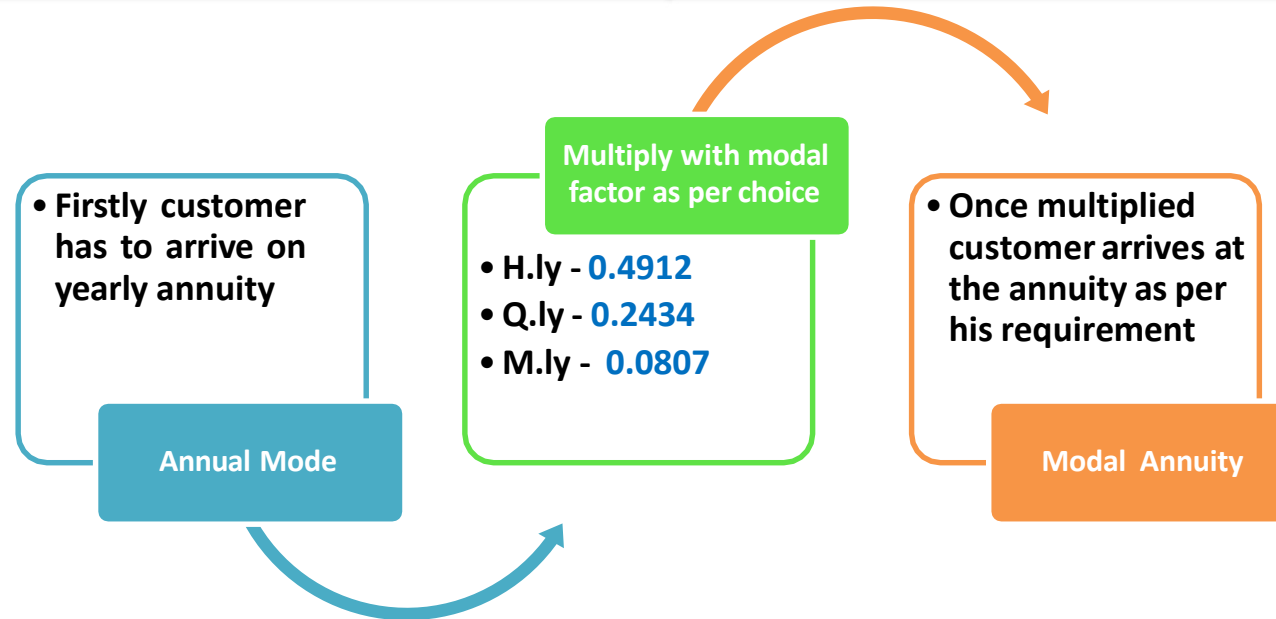 • Firstly customer
has to arrive on
yearly annuity
Annual Mode
Multiply with modal
factor as per choice
• H.ly - 0.4912
• Q.ly - 0.2434
• M.ly - 0.0807
• Once multiplied
customer arrives at
the annuity as per
his requirement
Modal Annuity